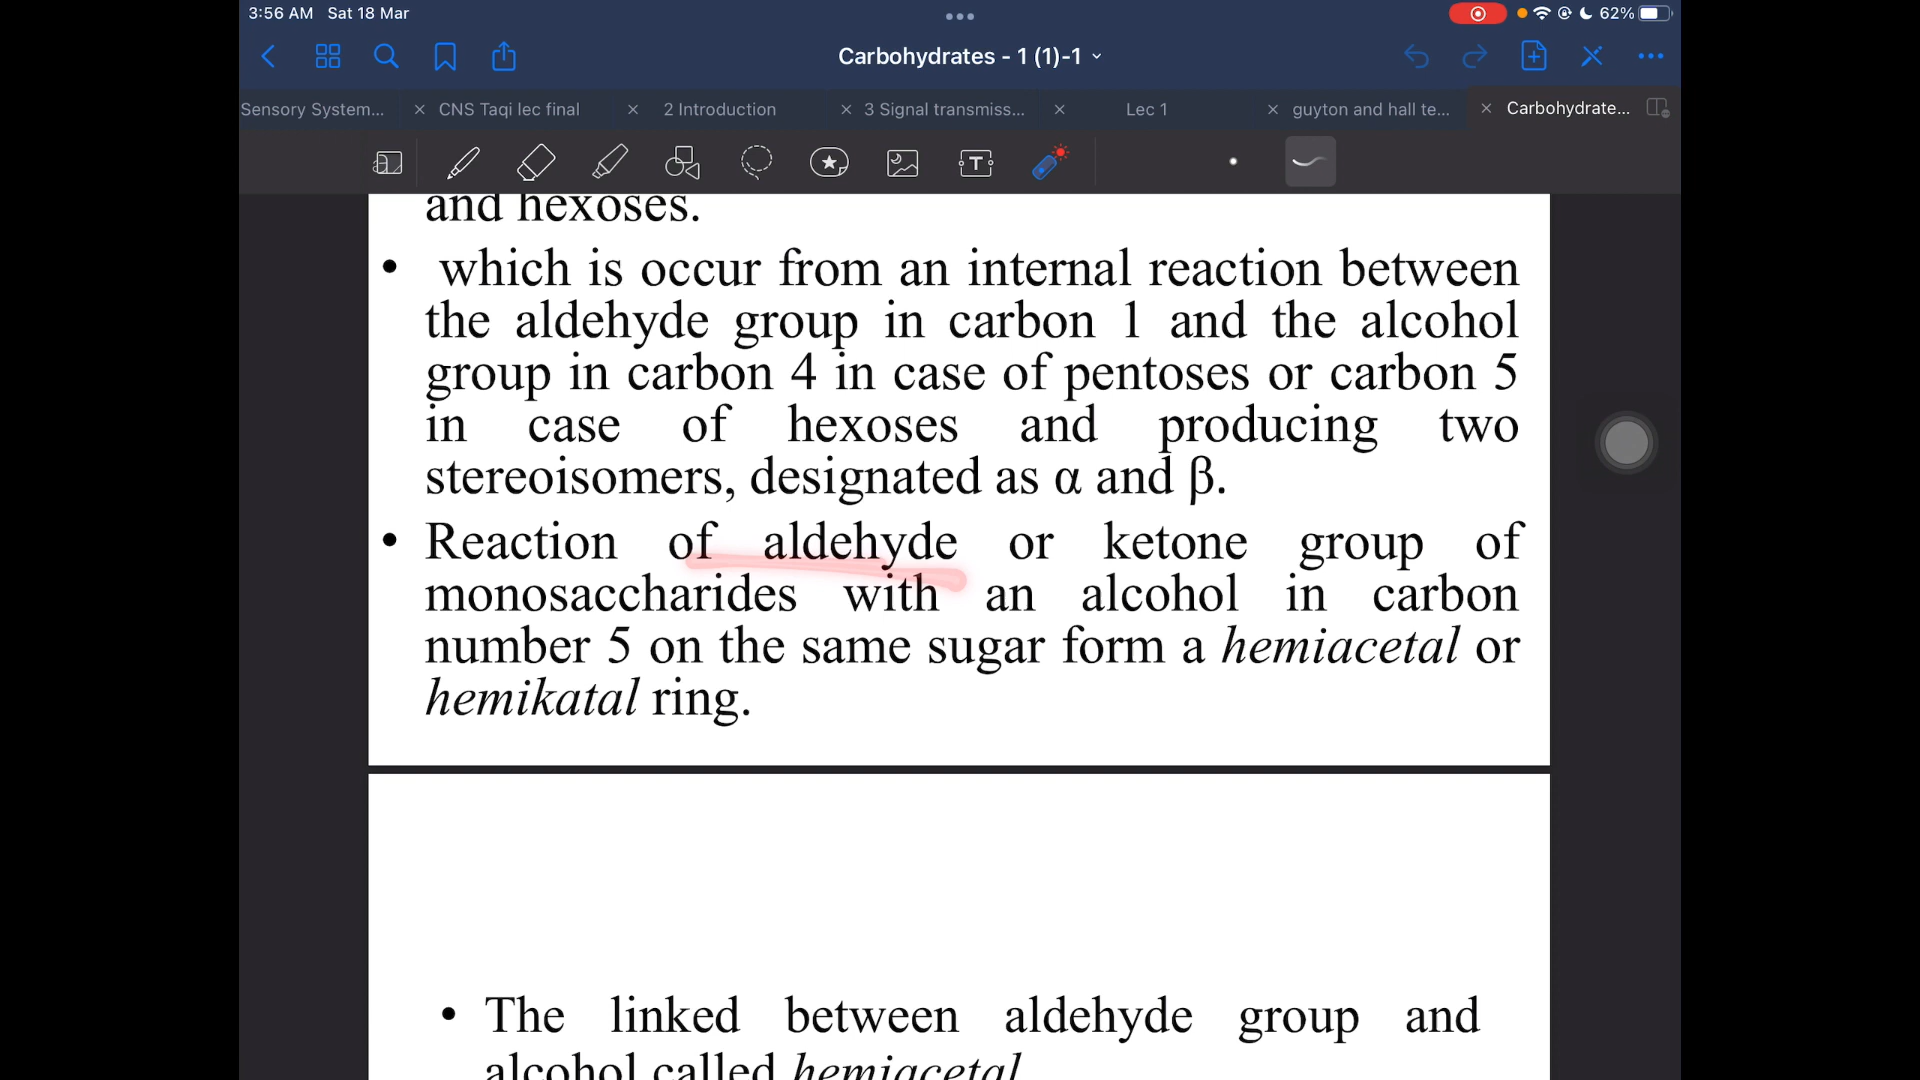 3:56 AM Sat 18 Mar
62%
Carbohydrates - 1 (1)-1
Sensory System...
CNS Taqi lec final
2 Introduction
3 Signal transmiss...
Lec 1
guyton and hall te...
Carbohydrate...
and hexoses.
• which is occur from an internal reaction between
the aldehyde group in carbon 1 and the alcohol
group in carbon 4 in case of pentoses or carbon 5
in case of hexoses and producing two
stereoisomers, designated as α and β.
• Reaction of aldehyde or ketone group of
monosaccharides with an alcohol in carbon
number 5 on the same sugar form a hemiacetal or
hemikatal ring.
• The linked between aldehyde group and
alcohol called hemiacetal